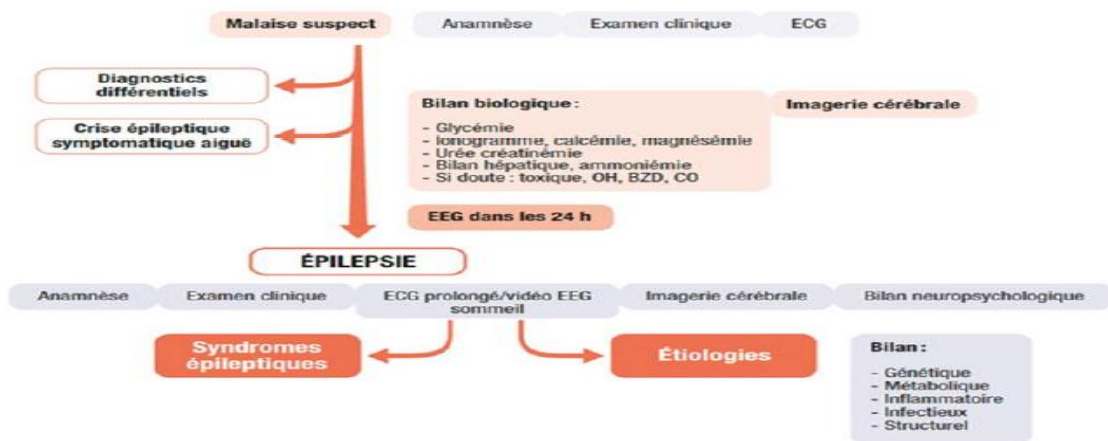 Malaise suspect
Anamnèse
Examen clinique
ECG
Diagnostics
différentiels
Crise épileptique
symptomatique aiguë
Bilan biologique :
- Glycémie
- Ionogramme, calcémie, magnésémie
- Urée créatinémie
- Bilan hépatique, ammoniémie
- Si doute : toxique, OH, BZD, CO
Imagerie cérébrale
EEG dans les 24 h
ÉPILEPSIE
Anamnèse
Examen clinique
ECG prolongé/vidéo EEG
sommeil
Imagerie cérébrale
Bilan neuropsychologique
Syndromes
épileptiques
Étiologies
Bilan :
- Génétique
- Métabolique
- Inflammatoire
- Infectieux
- Structurel